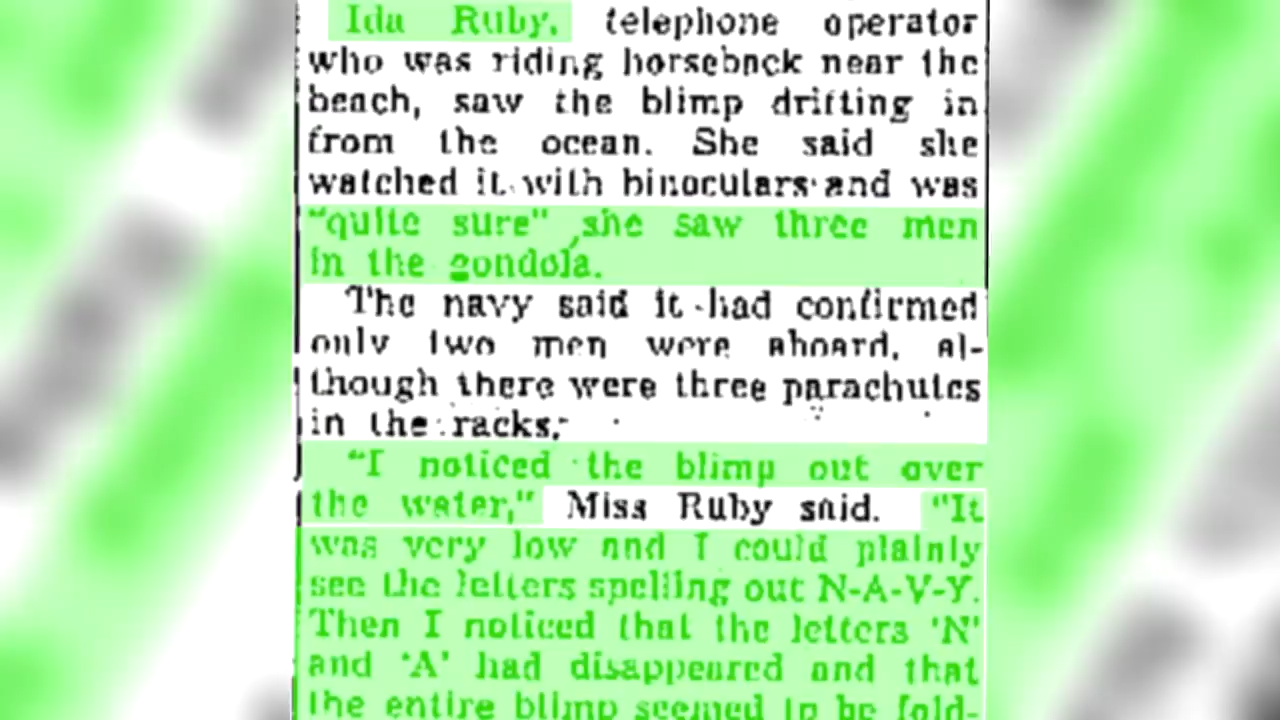 Ida Ruby, telephone operator
who was riding horseback near the
beach, saw the blimp drifting in
from the ocean. She said she
watched it with binoculars and was
"quite sure" she saw three men
in the gondola.
The navy said it had confirmed
only two men were aboard, al-
though there were three parachutes
in the racks.
"I noticed the blimp out over
the water," Miss Ruby said. "It
was very low and I could plainly
see the letters spelling out N-A-V-Y.
Then I noticed that the letters 'N'
and 'A' had disappeared and that
the entire blimp seemed to be fold-